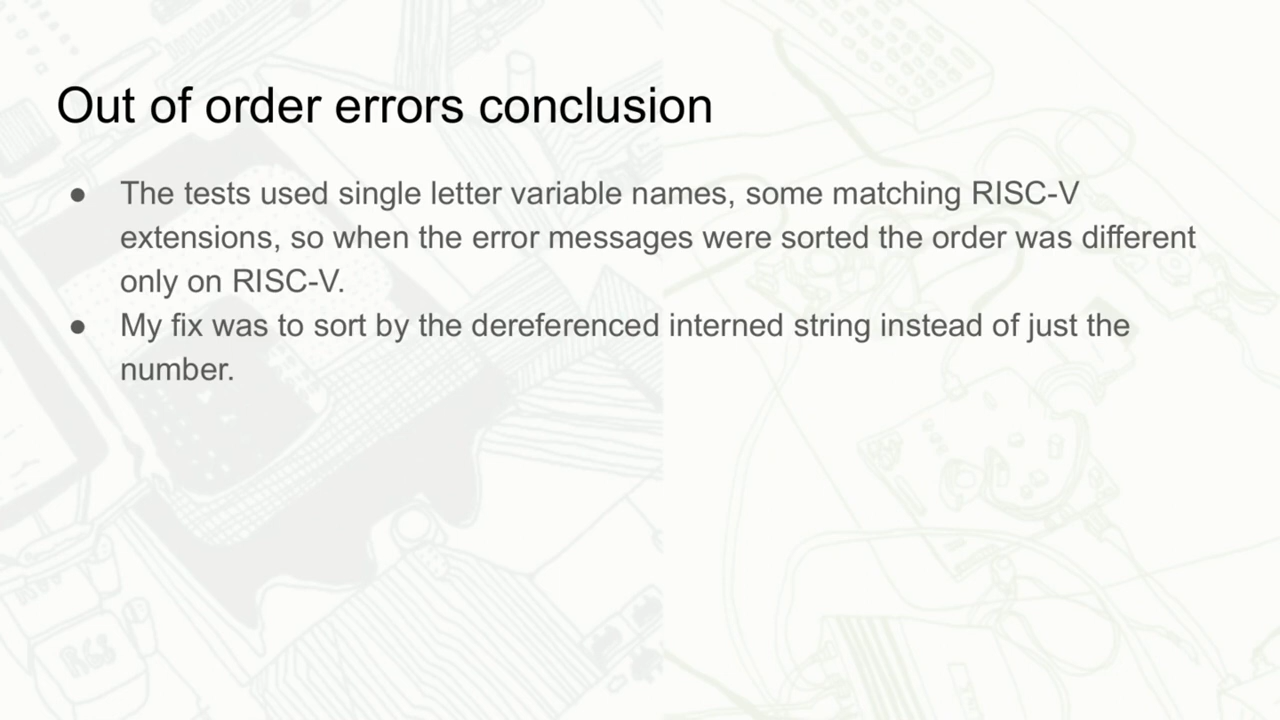 Out of order errors conclusion
● The tests used single letter variable names, some matching RISC-V
extensions, so when the error messages were sorted the order was different
only on RISC-V.
● My fix was to sort by the dereferenced interned string instead of just the
number.